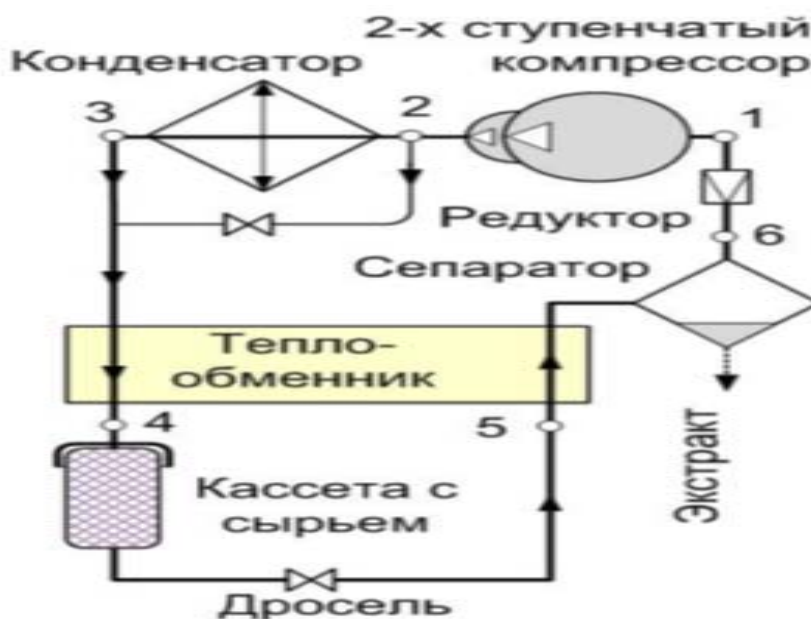 2-х ступенчатый
компрессор
Конденсатор
3
2
1
Редуктор
6
Сепаратор
Тепло-
обменник
4
5
Кассета с
сырьем
Экстракт
Дросель